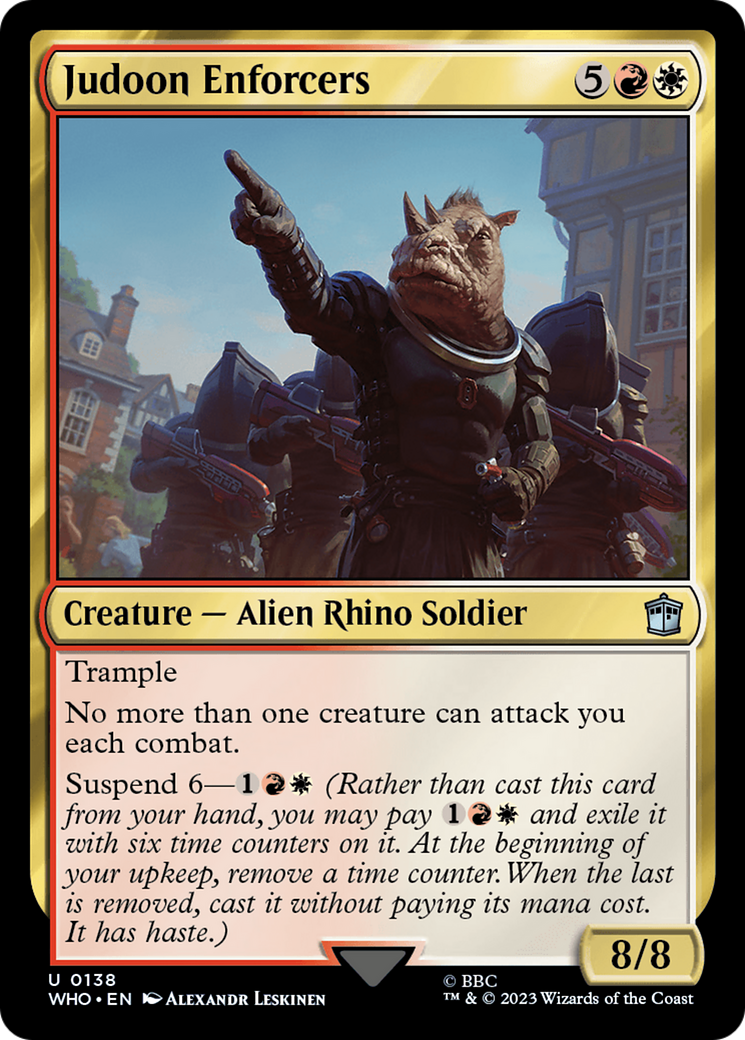 Judoon Enforcers 5
Creature — Alien Rhino Soldier
Trample
No more than one creature can attack you
each combat.
Suspend 6—1 (Rather than cast this card
from your hand, you may pay 1 and exile it
with six time counters on it. At the beginning of
your upkeep, remove a time counter. When the last
is removed, cast it without paying its mana cost.
It has haste.)
8/8
U 0138
WHO • EN Alexandr Leskinen
© BBC
™ & © 2023 Wizards of the Coast